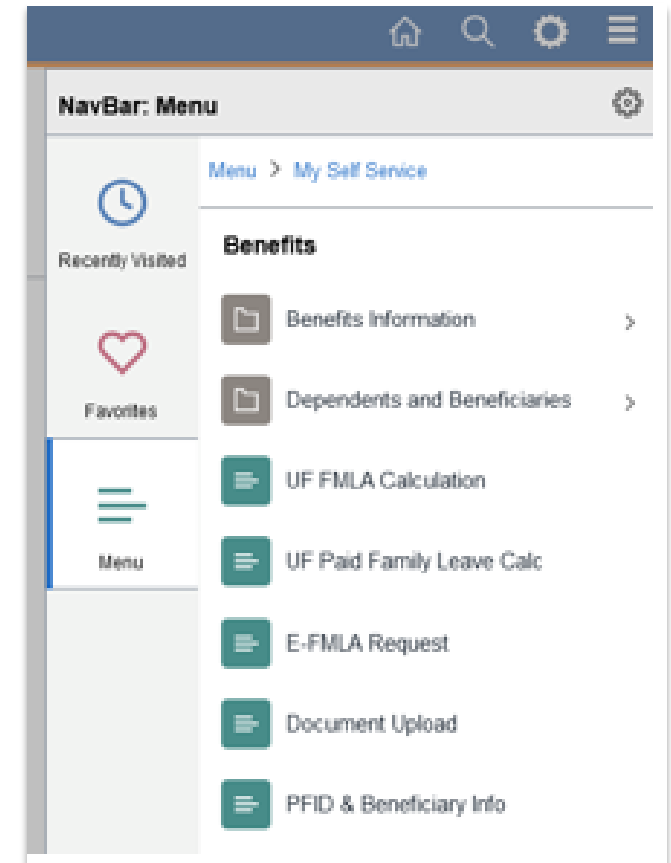 NavBar: Menu
Recently Visited
Favorites
Menu
Menu > My Self Service
Benefits
Benefits Information
Dependents and Beneficiaries
UF FMLA Calculation
UF Paid Family Leave Calc
E-FMLA Request
Document Upload
PFID & Beneficiary Info